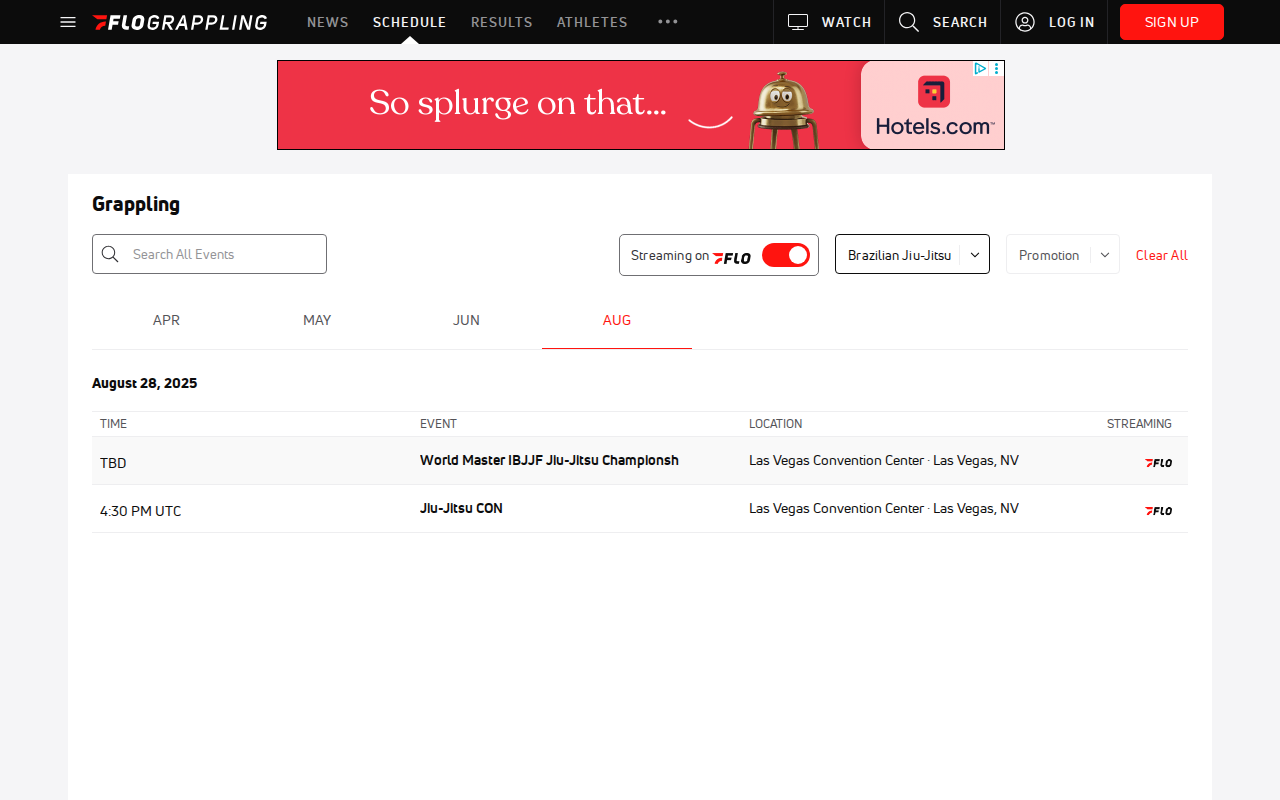 FLOGRAPPLING NEWS SCHEDULE RESULTS ATHLETES WATCH SEARCH LOG IN SIGN UP
So splurge on that...
Hotels.com™
Grappling
Search All Events
Streaming on FLO
Brazilian Jiu-Jitsu
Promotion
Clear All
APR MAY JUN AUG
August 28, 2025
TIME EVENT LOCATION STREAMING
TBD World Master IBJJF Jiu-Jitsu Championsh Las Vegas Convention Center · Las Vegas, NV FLO
4:30 PM UTC Jiu-Jitsu CON Las Vegas Convention Center · Las Vegas, NV FLO